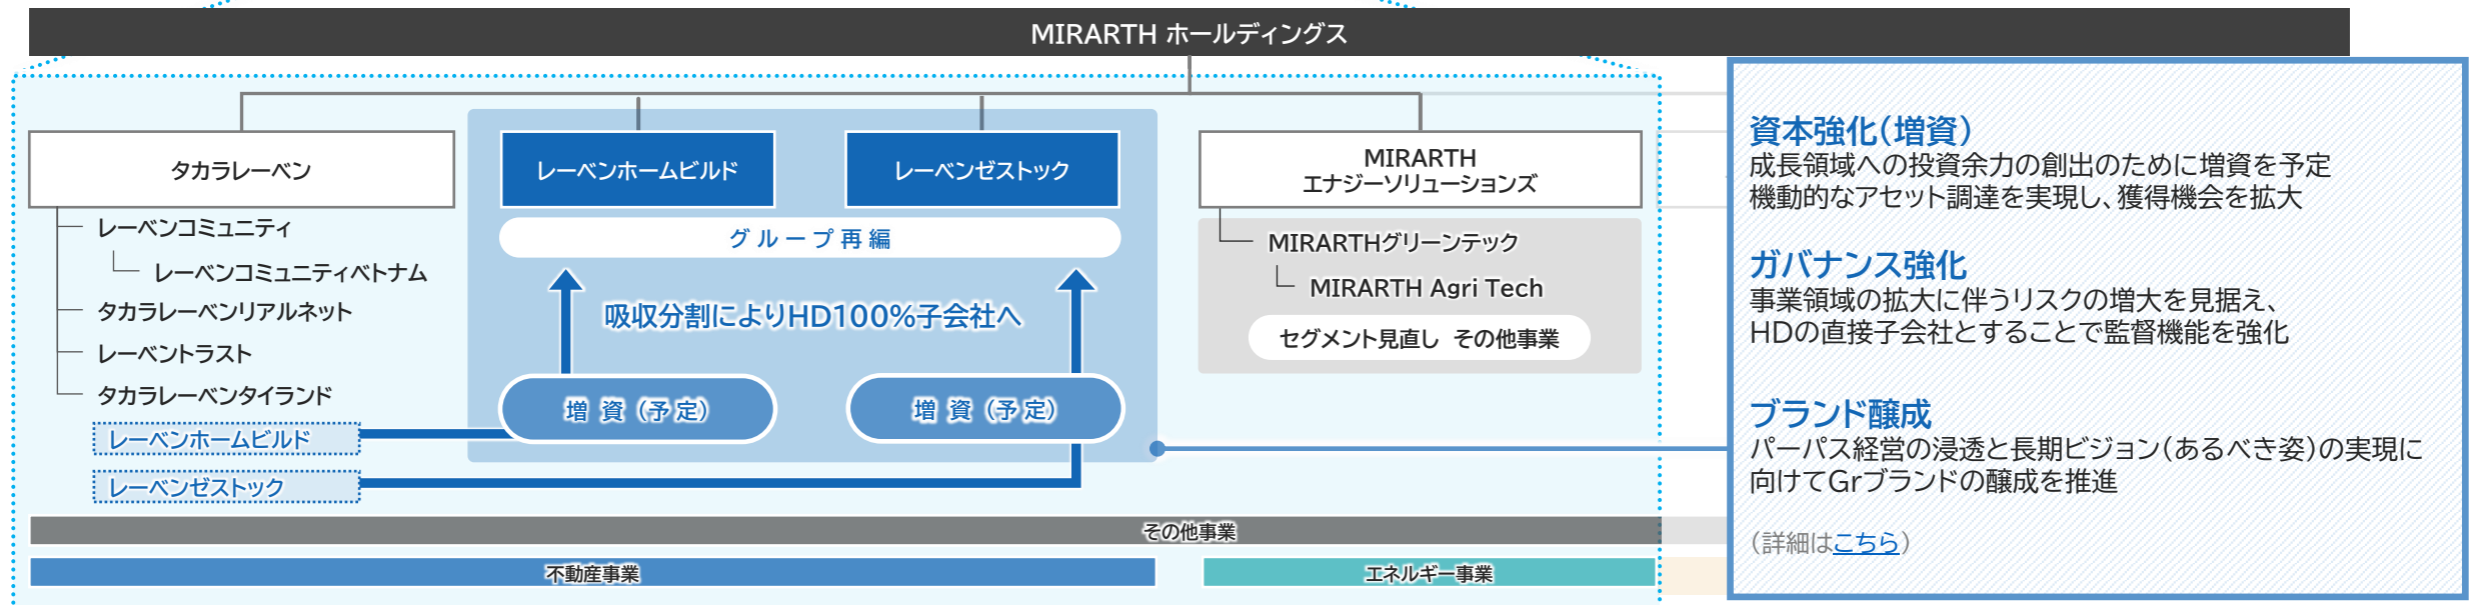 MIRARTH ホールディングス
タカラレーベン
レーベンコミュニティ
レーベンコミュニティベトナム
タカラレーベンリアルネット
レーベントラスト
タカラレーベンタイランド
レーベンホームビルド
レーベンゼストック
レーベンホームビルド
レーベンゼストック
グループ再編
吸収分割によりHD100%子会社へ
増資(予定)
増資(予定)
MIRARTH
エナジーソリューションズ
MIRARTHグリーンテック
MIRARTH Agri Tech
セグメント見直し その他事業
その他事業
不動産事業
エネルギー事業
資本強化(増資)
成長領域への投資余力の創出のために増資を予定
機動的なアセット調達を実現し、獲得機会を拡大
ガバナンス強化
事業領域の拡大に伴うリスクの増大を見据え、
HDの直接子会社とすることで監督機能を強化
ブランド醸成
パーパス経営の浸透と長期ビジョン(あるべき姿)の実現に
向けてGrブランドの醸成を推進
(詳細はこちら)